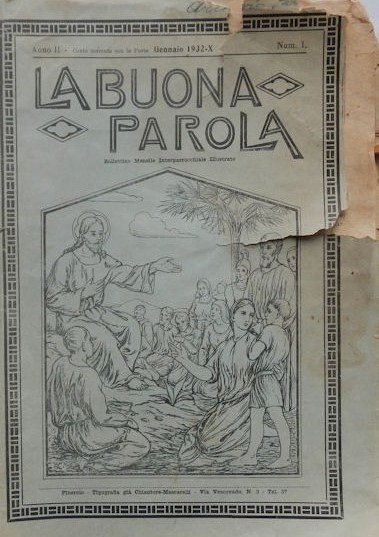 Anno II - Conto corrente con la Posta Gennaio 1932-X Num. 1.
LA BUONA
PAROLA
Bollettino Mensile Interparrocchiale Illustrato
Pinerolo - Tipografia già Chiantore-Mascarelli - Via Vescovado, N. 3 - Tel. 37